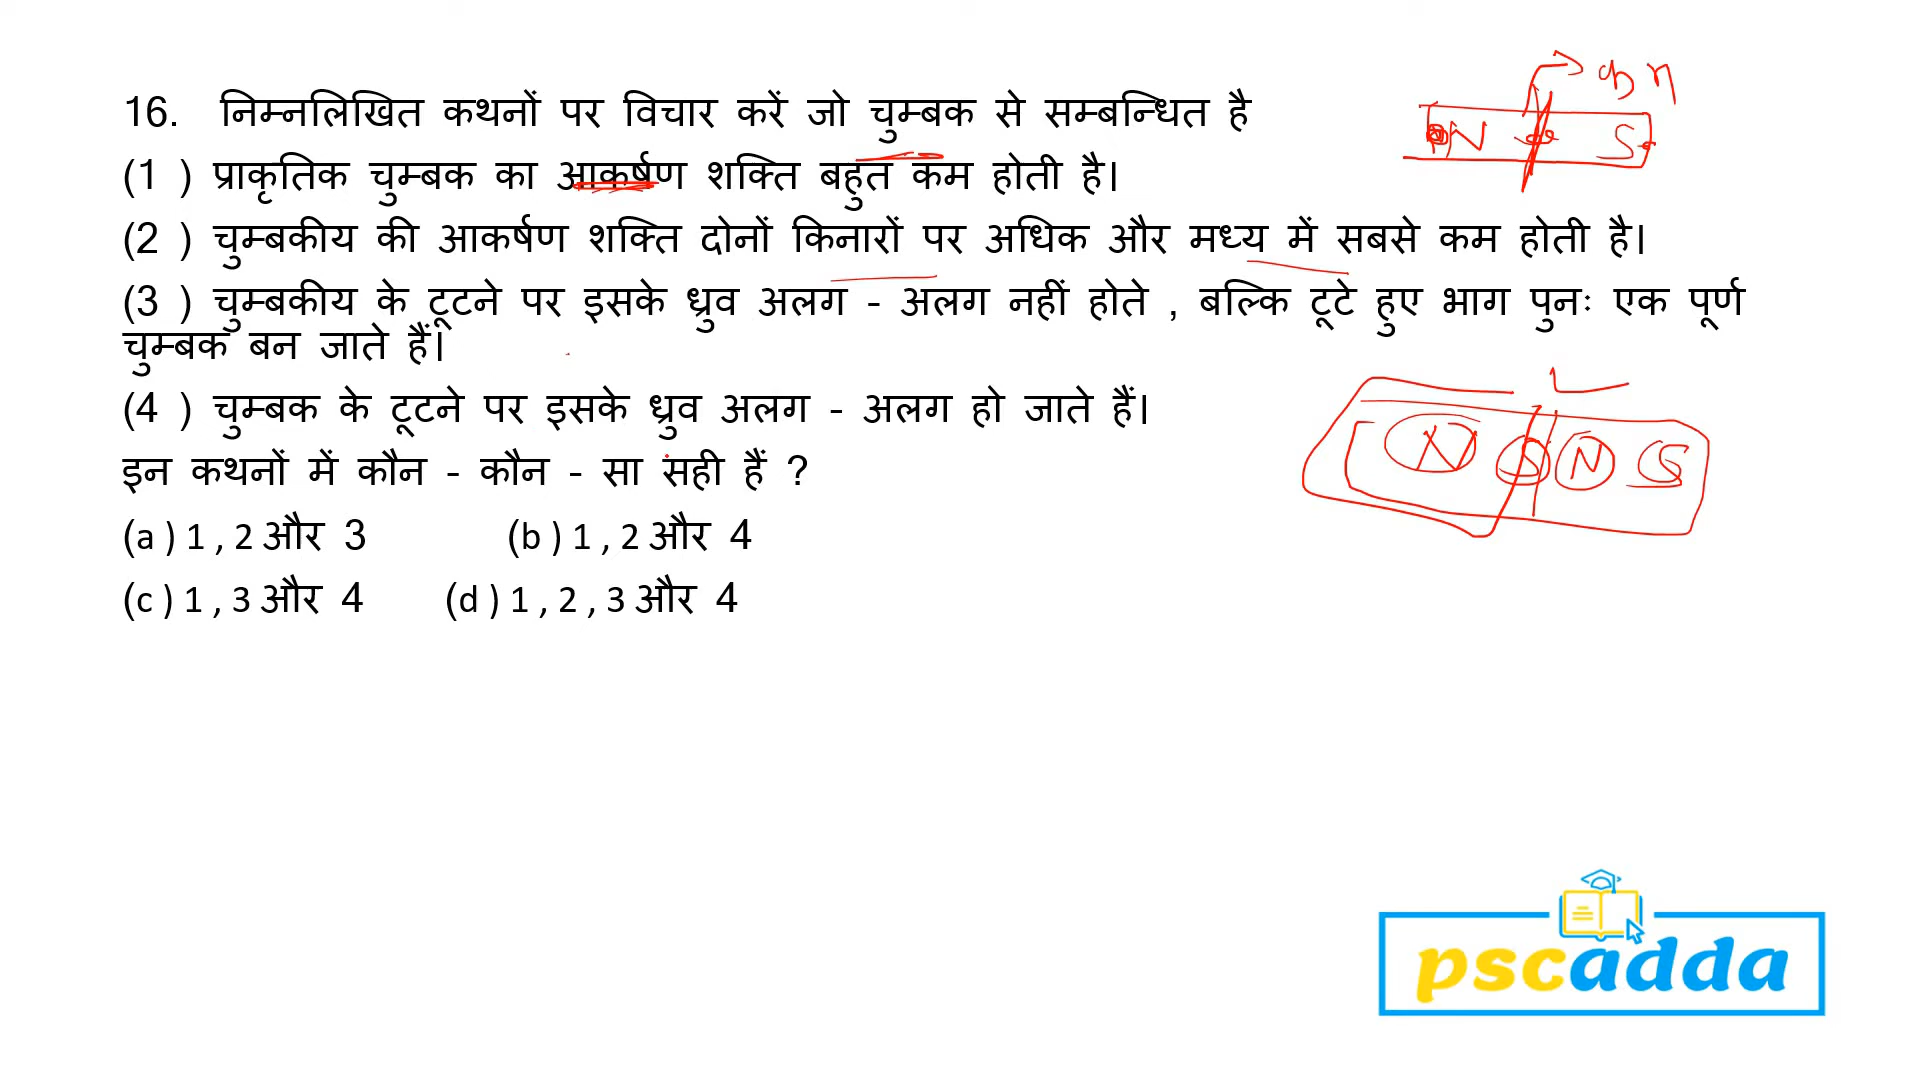 16. निम्नलिखित कथनों पर विचार करें जो चुम्बक से सम्बन्धित है
(1 ) प्राकृतिक चुम्बक का आकर्षण शक्ति बहुत कम होती है।
(2 ) चुम्बकीय की आकर्षण शक्ति दोनों किनारों पर अधिक और मध्य में सबसे कम होती है।
(3 ) चुम्बकीय के टूटने पर इसके ध्रुव अलग - अलग नहीं होते , बल्कि टूटे हुए भाग पुनः एक पूर्ण
चुम्बक बन जाते हैं।
(4 ) चुम्बक के टूटने पर इसके ध्रुव अलग - अलग हो जाते हैं।
इन कथनों में कौन - कौन - सा सही हैं ?
(a ) 1 , 2 और 3 (b ) 1 , 2 और 4
(c ) 1 , 3 और 4 (d ) 1 , 2 , 3 और 4
N S
N S N S
pscadda